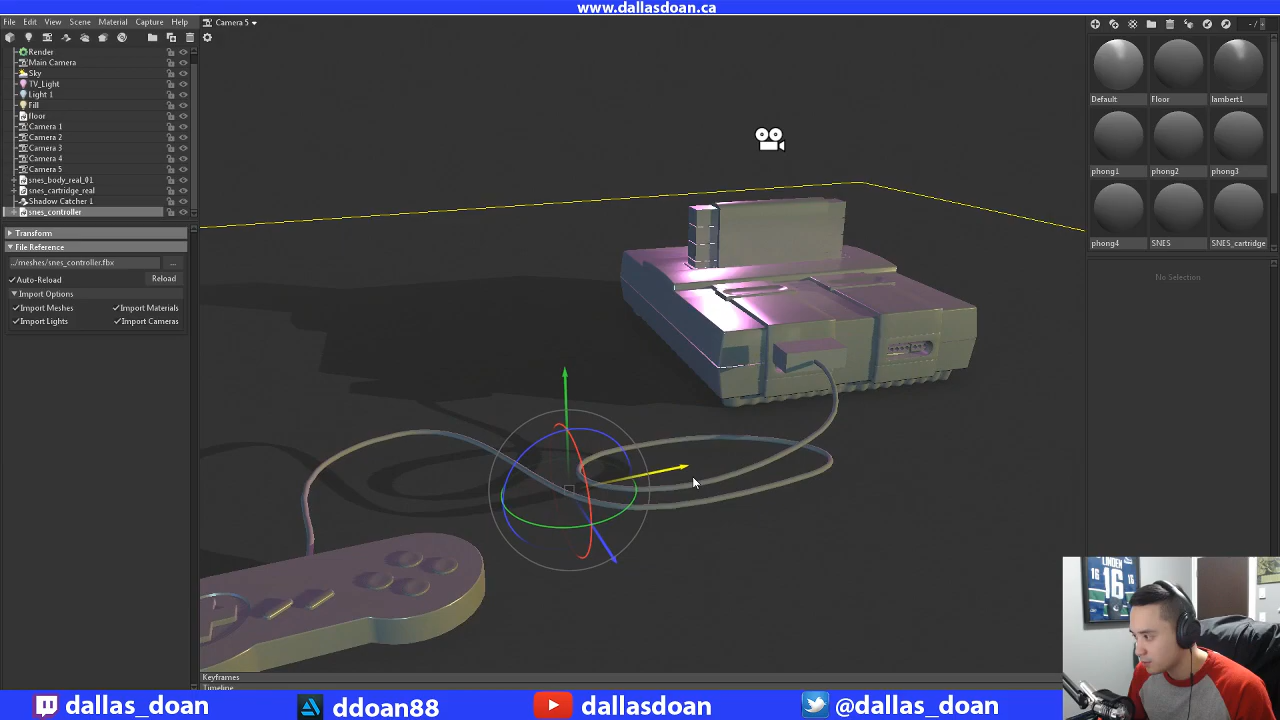 www.dallasdoan.ca
File Edit View Scene Material Capture Help
Camera 5
Render
Main Camera
Sky
TV_Light
Light 1
Fill
floor
Camera 1
Camera 2
Camera 3
Camera 4
Camera 5
snes_body_real_01
snes_cartridge_real
Shadow Catcher 1
snes_controller
Transform
File Reference
../meshes/snes_controller.fbx
...
Auto-Reload
Reload
Import Options
Import Meshes
Import Materials
Import Lights
Import Cameras
Default
Floor
lambert1
phong1
phong2
phong3
phong4
SNES
SNES_cartridge
No Selection
LINDEN
16
16
Keyframes
Timeline
dallas_doan
ddoan88
dallasdoan
@dallas_doan